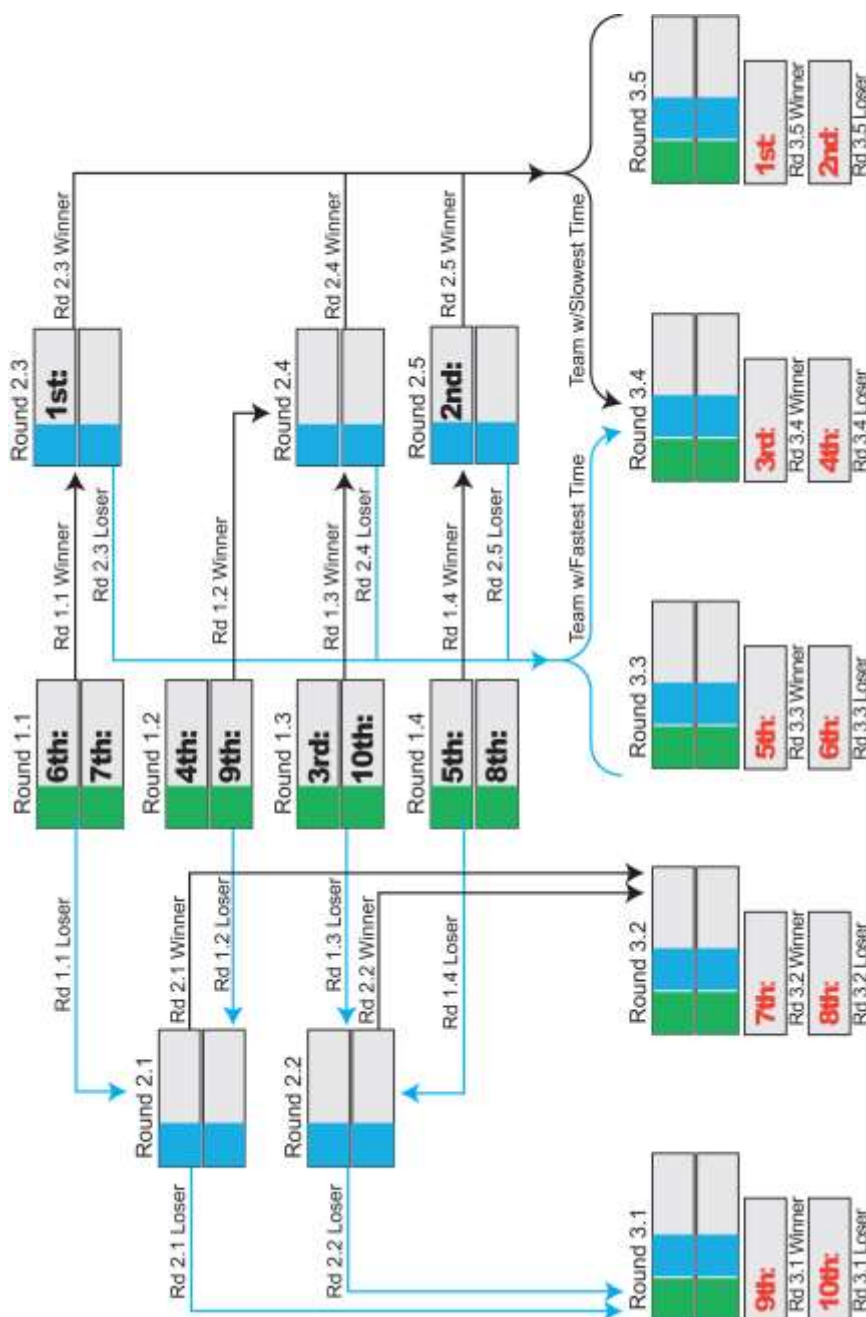 Round 1.1
6th:
7th:
Round 1.2
4th:
9th:
Round 1.3
3rd:
10th:
Round 1.4
5th:
8th:
Rd 1.1 Winner
Rd 1.2 Winner
Rd 1.3 Winner
Rd 1.4 Winner
Rd 1.1 Loser
Rd 1.2 Loser
Rd 1.3 Loser
Rd 1.4 Loser
Round 2.1
Round 2.2
Rd 2.1 Winner
Rd 2.2 Winner
Rd 2.1 Loser
Rd 2.2 Loser
Round 2.3
1st:
Round 2.4
Round 2.5
2nd:
Rd 2.3 Winner
Rd 2.4 Winner
Rd 2.5 Winner
Rd 2.3 Loser
Rd 2.4 Loser
Rd 2.5 Loser
Team w/Fastest Time
Team w/Slowest Time
Round 3.1
9th:
Rd 3.1 Winner
10th:
Rd 3.1 Loser
Round 3.2
7th:
Rd 3.2 Winner
8th:
Rd 3.2 Loser
Round 3.3
5th:
Rd 3.3 Winner
6th:
Rd 3.3 Loser
Round 3.4
3rd:
Rd 3.4 Winner
4th:
Rd 3.4 Loser
Round 3.5
1st:
Rd 3.5 Winner
2nd:
Rd 3.5 Loser